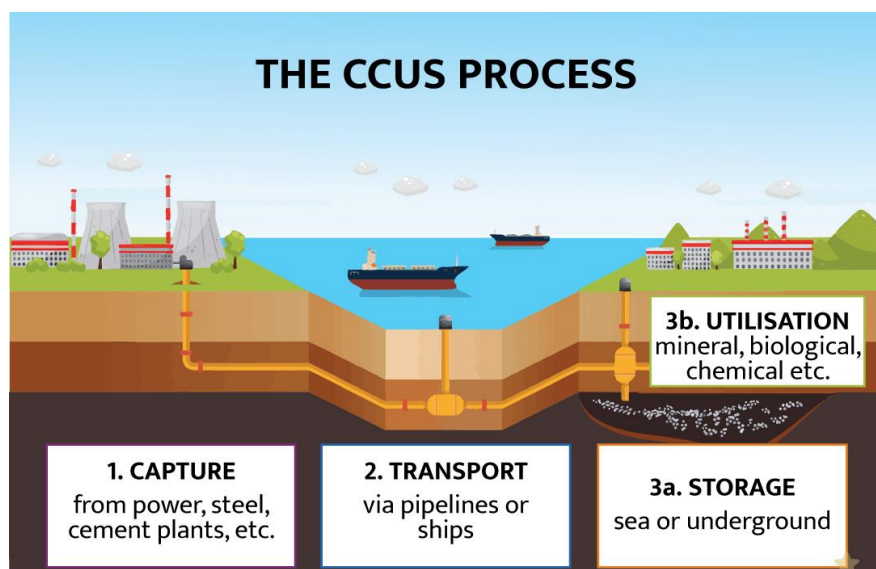 THE CCUS PROCESS
3b. UTILISATION
mineral, biological,
chemical etc.
1. CAPTURE
from power, steel,
cement plants, etc.
2. TRANSPORT
via pipelines or
ships
3a. STORAGE
sea or underground